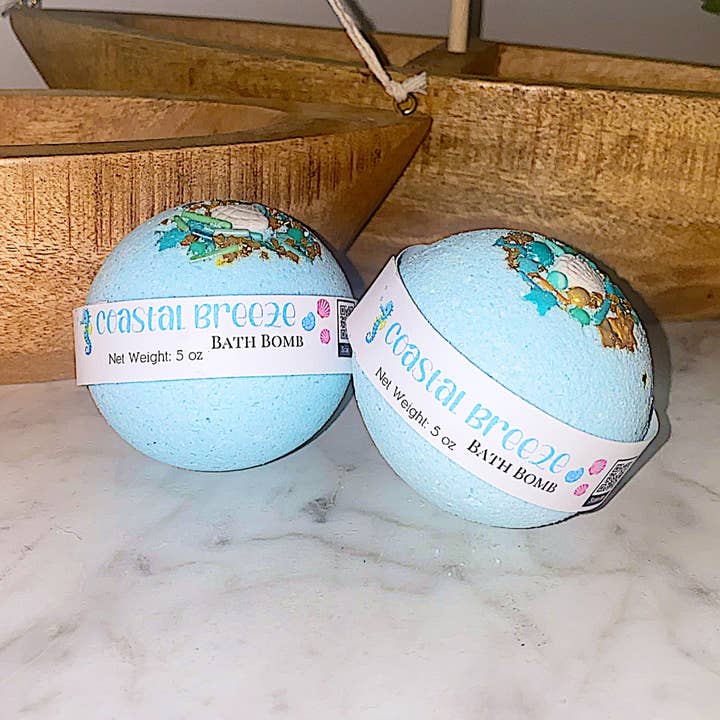 Coastal Breeze
Net Weight: 5 oz
Bath Bomb
Coastal Breeze
Net Weight: 5 oz
Bath Bomb